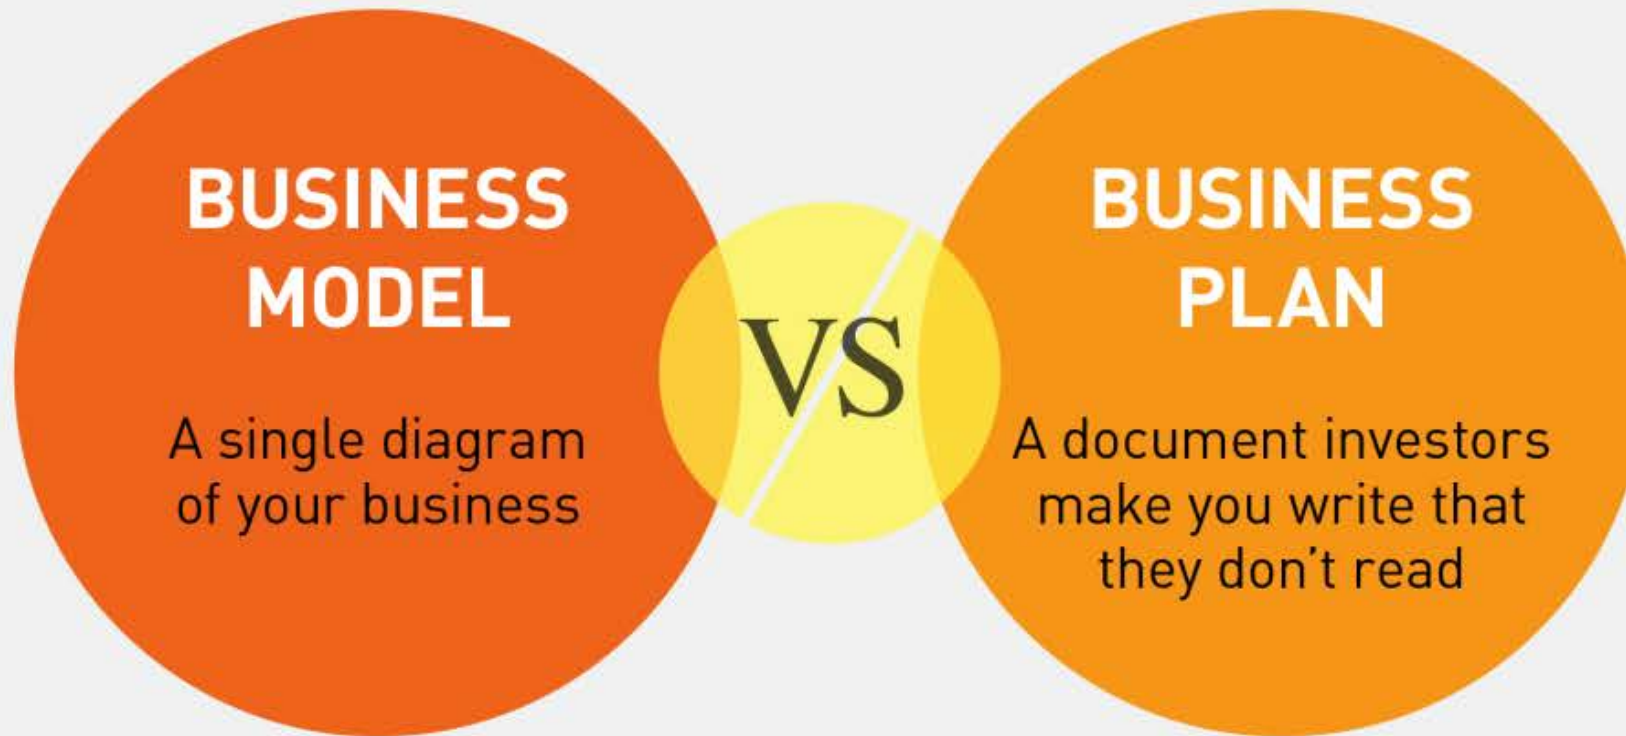 BUSINESS
MODEL
A single diagram
of your business
VS
BUSINESS
PLAN
A document investors
make you write that
they don't read